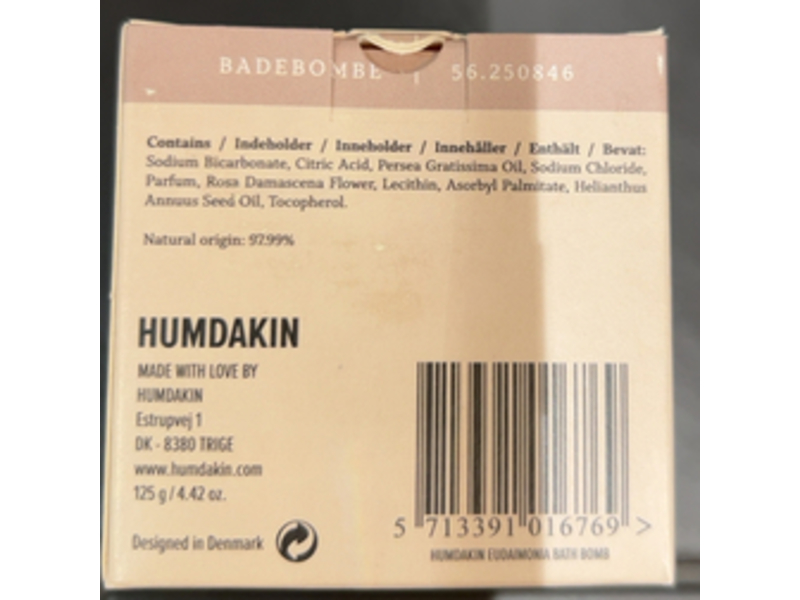 BADEBOMBE | 56.250846
Contains / Indeholder / Inneholder / Innehåller / Enthält / Bevat:
Sodium Bicarbonate, Citric Acid, Persea Gratissima Oil, Sodium Chloride,
Parfum, Rosa Damascena Flower, Lecithin, Ascorbyl Palmitate, Helianthus
Annuus Seed Oil, Tocopherol.
Natural origin: 97.99%
HUMDAKIN
MADE WITH LOVE BY
HUMDAKIN
Estrupvej 1
DK - 8380 TRIGE
www.humdakin.com
125 g / 4.42 oz.
Designed in Denmark
5 713391 016769 >
HUMDAKIN EUDAIMONIA BATH BOMB